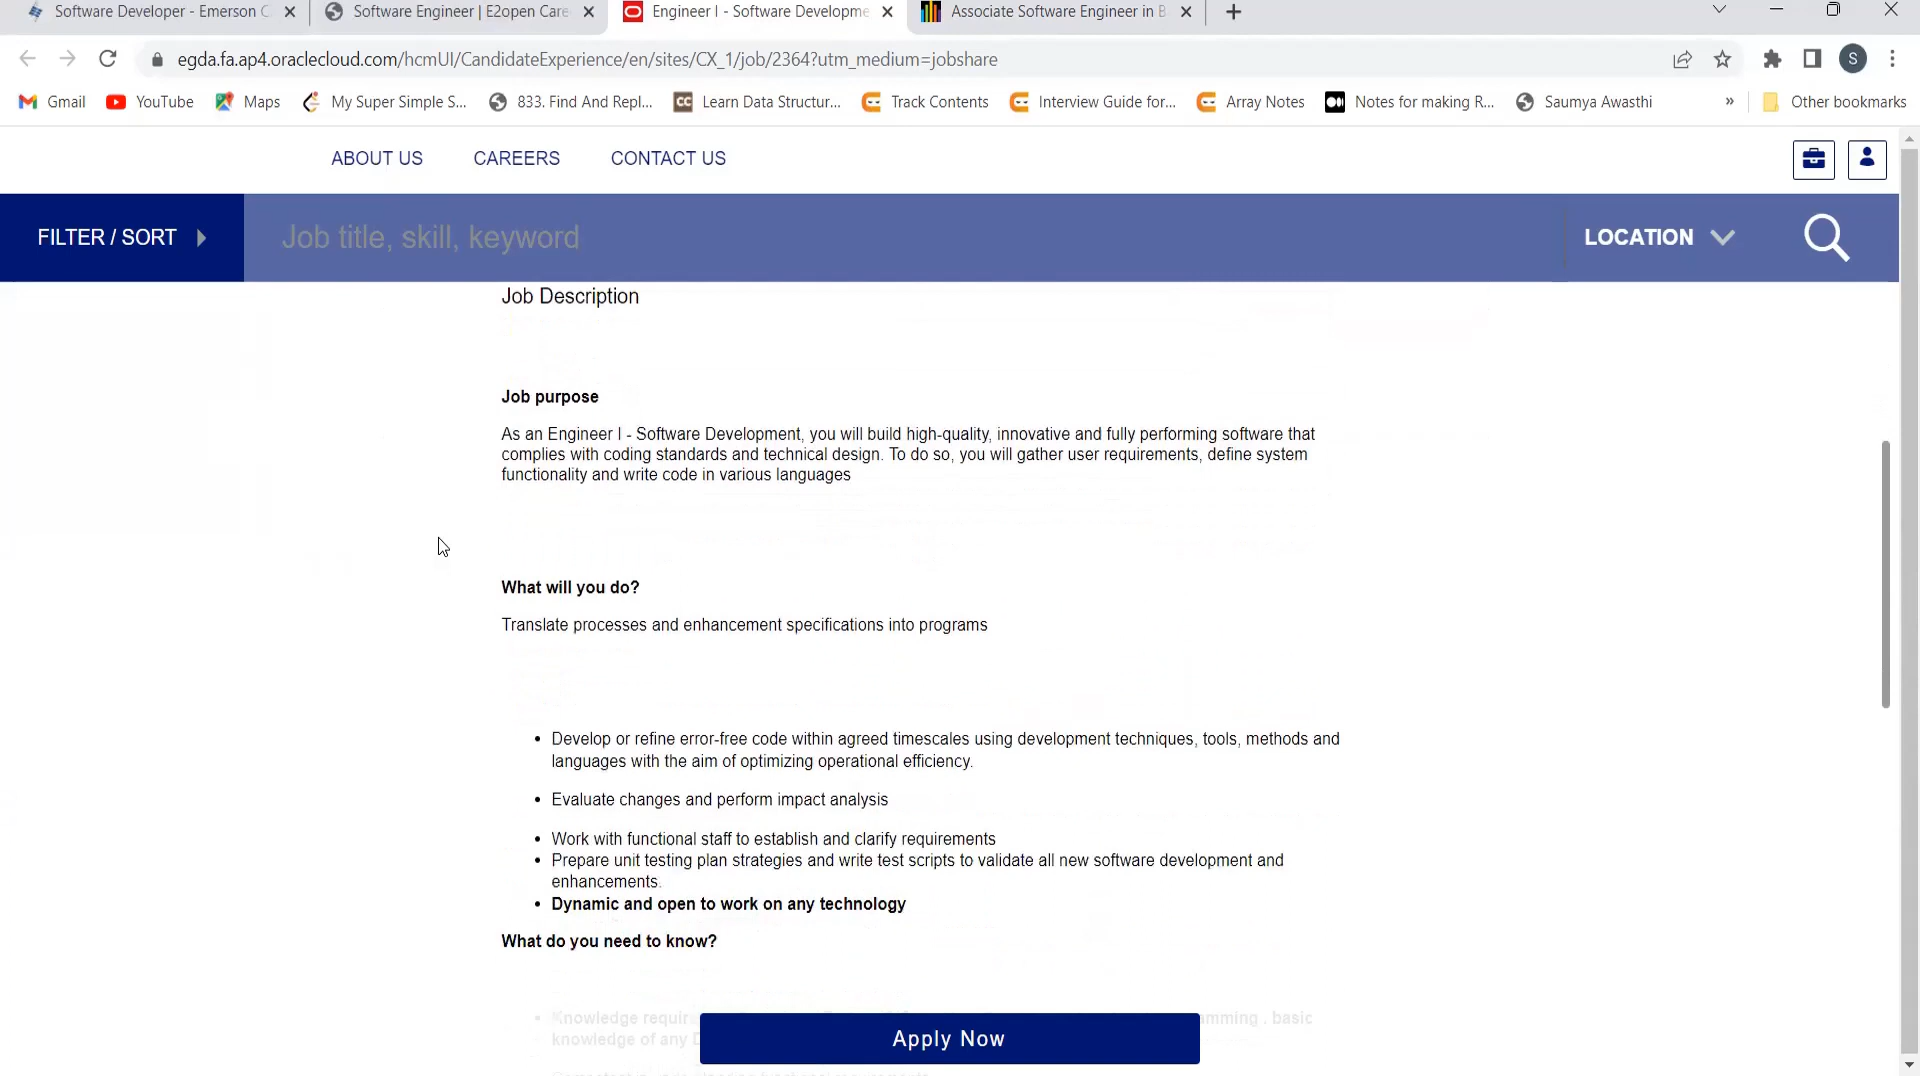 Software Developer - Emerson C
Software Engineer | E2open Care
Engineer I - Software Developme
Associate Software Engineer in B
egda.fa.ap4.oraclecloud.com/hcmUI/CandidateExperience/en/sites/CX_1/job/2364?utm_medium=jobshare
S
Gmail
YouTube
Maps
My Super Simple S...
833. Find And Repl...
CC Learn Data Structur...
Track Contents
Interview Guide for...
Array Notes
Notes for making R...
Saumya Awasthi
»
Other bookmarks
ABOUT US
CAREERS
CONTACT US
FILTER / SORT
Job title, skill, keyword
LOCATION
Job Description
Job purpose
As an Engineer I - Software Development, you will build high-quality, innovative and fully performing software that
complies with coding standards and technical design. To do so, you will gather user requirements, define system
functionality and write code in various languages
What will you do?
Translate processes and enhancement specifications into programs
• Develop or refine error-free code within agreed timescales using development techniques, tools, methods and
languages with the aim of optimizing operational efficiency.
• Evaluate changes and perform impact analysis
• Work with functional staff to establish and clarify requirements
• Prepare unit testing plan strategies and write test scripts to validate all new software development and
enhancements.
• Dynamic and open to work on any technology
What do you need to know?
• Knowledge requir mming . basic
knowledge of any
Apply Now